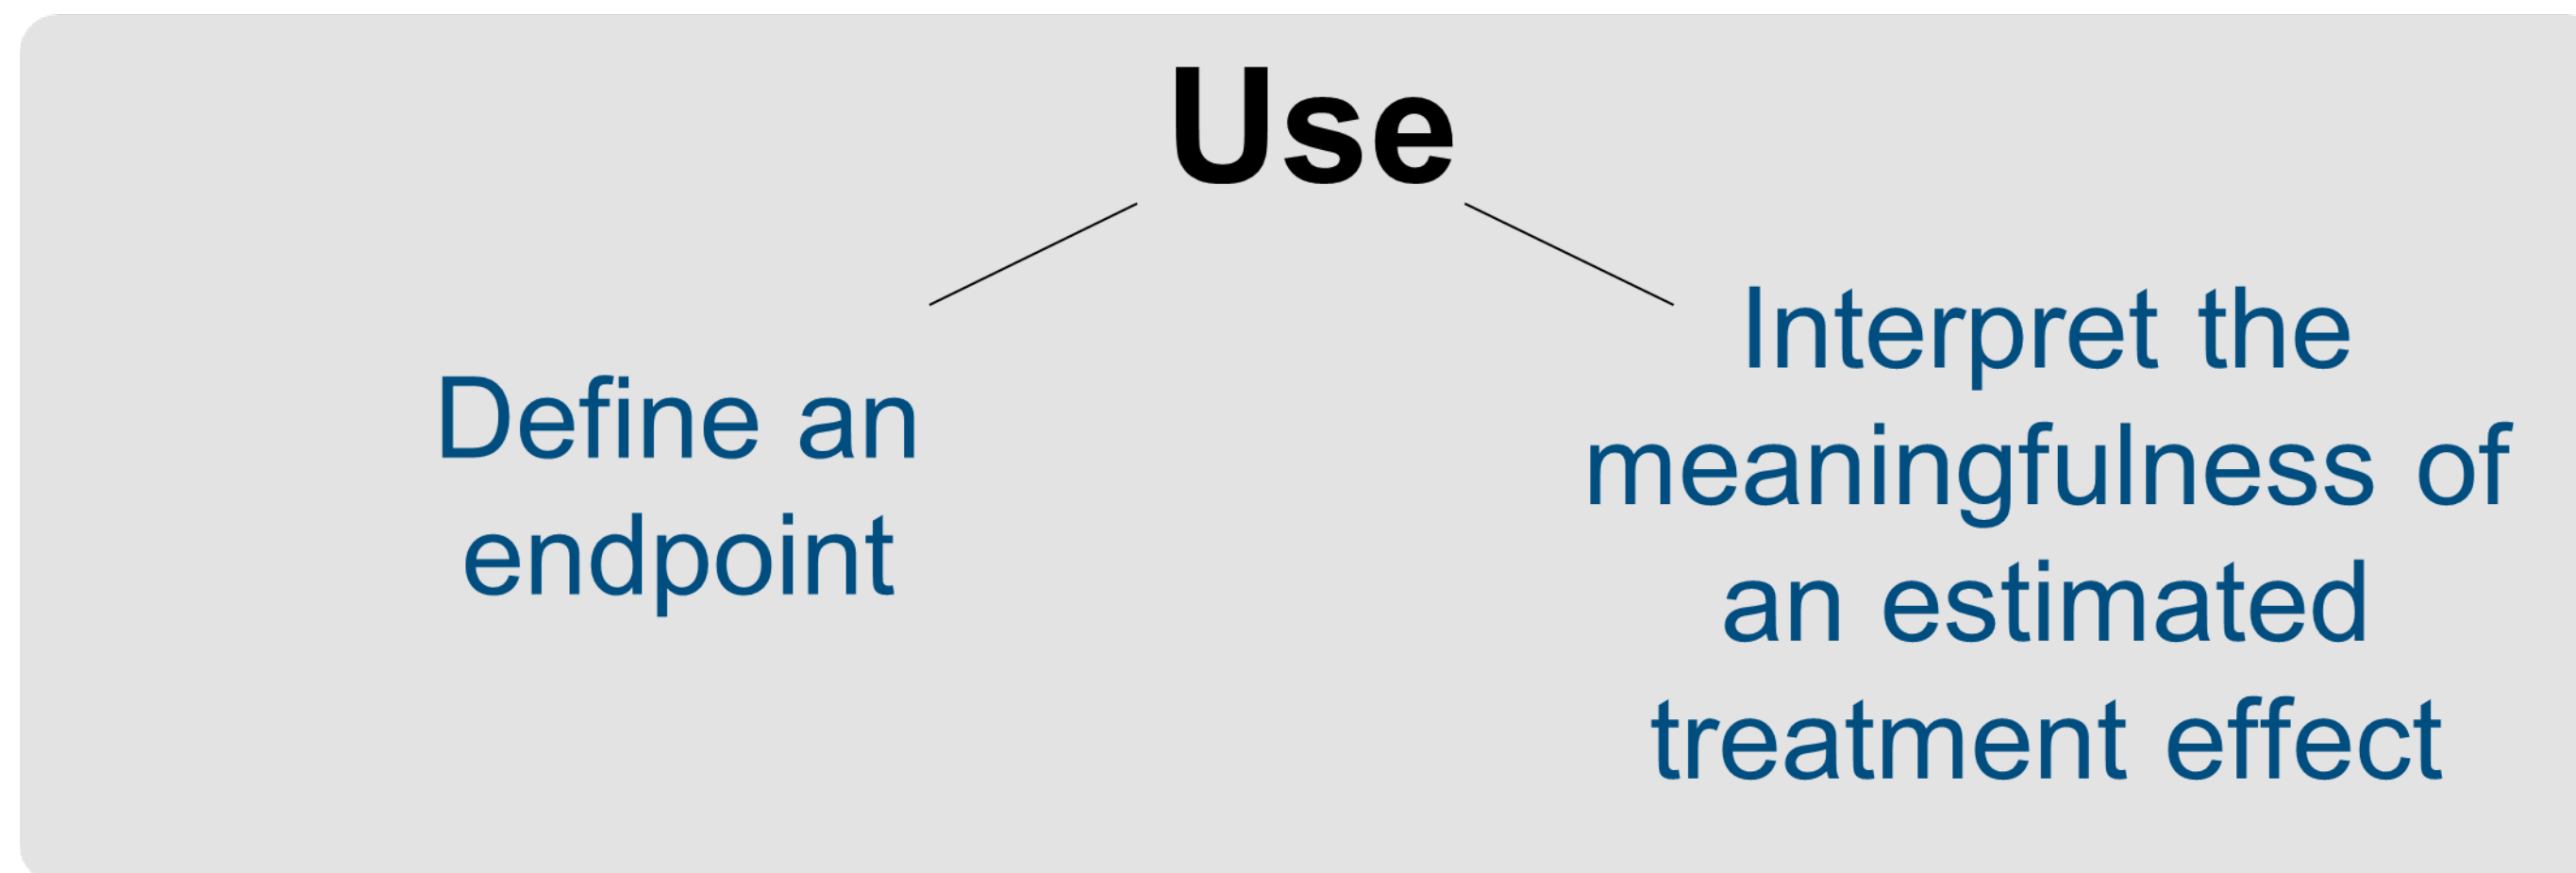 Use
Define an
endpoint
Interpret the
meaningfulness of
an estimated
treatment effect